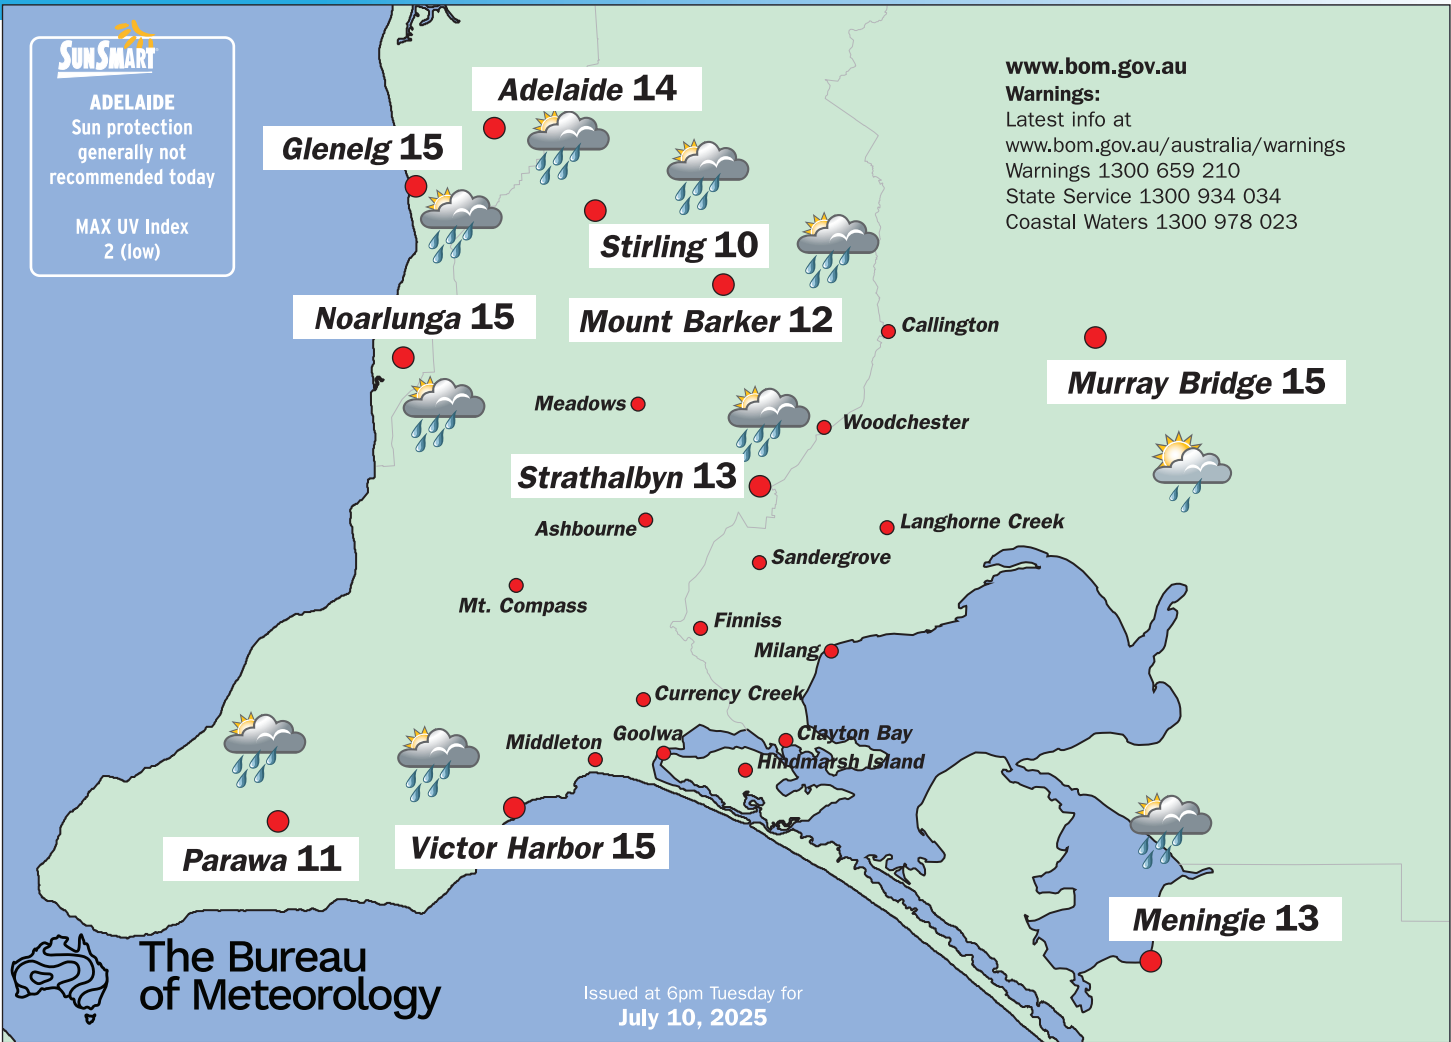 SUNSMART
ADELAIDE
Sun protection
generally not
recommended today
MAX UV Index
2 (low)
www.bom.gov.au
Warnings:
Latest info at
www.bom.gov.au/australia/warnings
Warnings 1300 659 210
State Service 1300 934 034
Coastal Waters 1300 978 023
Adelaide 14
Glenelg 15
Stirling 10
Noarlunga 15
Mount Barker 12
Callington
Murray Bridge 15
Meadows
Woodchester
Strathalbyn 13
Ashbourne
Langhorne Creek
Sandergrove
Mt. Compass
Finniss
Milang
Currency Creek
Goolwa
Clayton Bay
Middleton
Hindmarsh Island
Parawa 11
Victor Harbor 15
Meningie 13
The Bureau
of Meteorology
Issued at 6pm Tuesday for
July 10, 2025